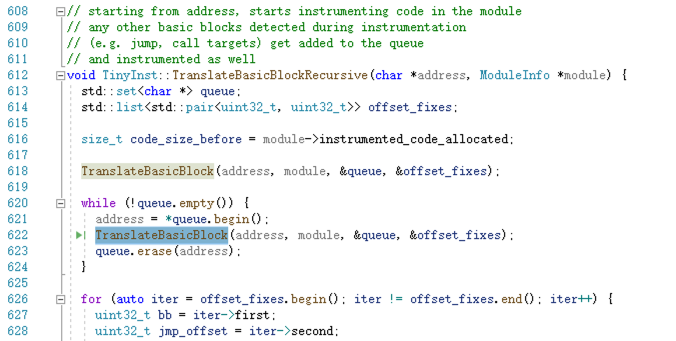 608 // starting from address, starts instrumenting code in the module
609 // any other basic blocks detected during instrumentation
610 // (e.g. jump, call targets) get added to the queue
611 // and instrumented as well
612 void TinyInst::TranslateBasicBlockRecursive(char *address, ModuleInfo *module) {
613   std::set<char *> queue;
614   std::list<std::pair<uint32_t, uint32_t>> offset_fixes;
615
616   size_t code_size_before = module->instrumented_code_allocated;
617
618   TranslateBasicBlock(address, module, &queue, &offset_fixes);
619
620   while (!queue.empty()) {
621     address = *queue.begin();
622     TranslateBasicBlock(address, module, &queue, &offset_fixes);
623     queue.erase(address);
624   }
625
626   for (auto iter = offset_fixes.begin(); iter != offset_fixes.end(); iter++) {
627     uint32_t bb = iter->first;
628     uint32_t jmp_offset = iter->second;